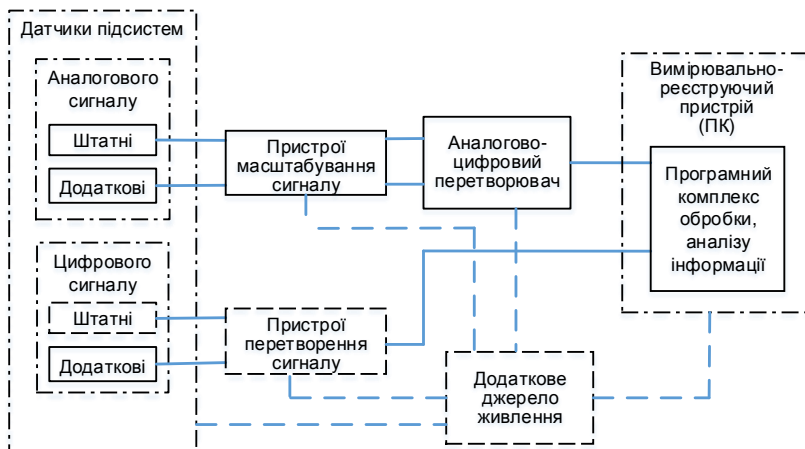 Датчики підсистем
Аналогового
сигналу
Штатні
Додаткові
Цифрового
сигналу
Штатні
Додаткові
Пристрої
масштабування
сигналу
Пристрої
перетворення
сигналу
Аналогово-
цифровий
перетворювач
Додаткове
джерело
живлення
Вимірювально-
реєструючий
пристрій
(ПК)
Програмний
комплекс
обробки,
аналізу
інформації